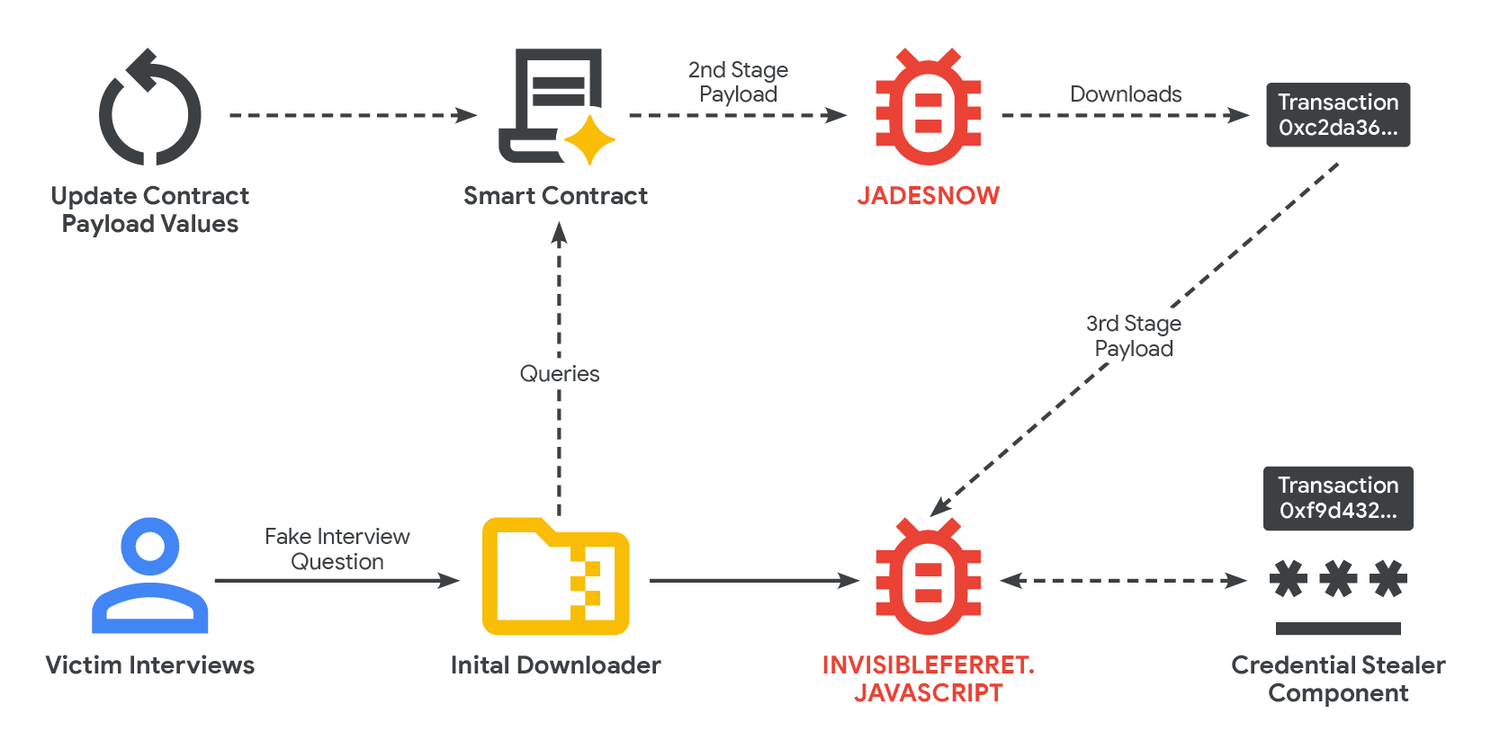 2nd Stage
Payload
Downloads
Transaction
0xc2da36...
Update Contract
Payload Values
Smart Contract
JADESNOW
3rd Stage
Payload
Queries
Transaction
0xf9d432...
Fake Interview
Question
Victim Interviews
Inital Downloader
INVISIBLEFERRET.
JAVASCRIPT
***
Credential Stealer
Component